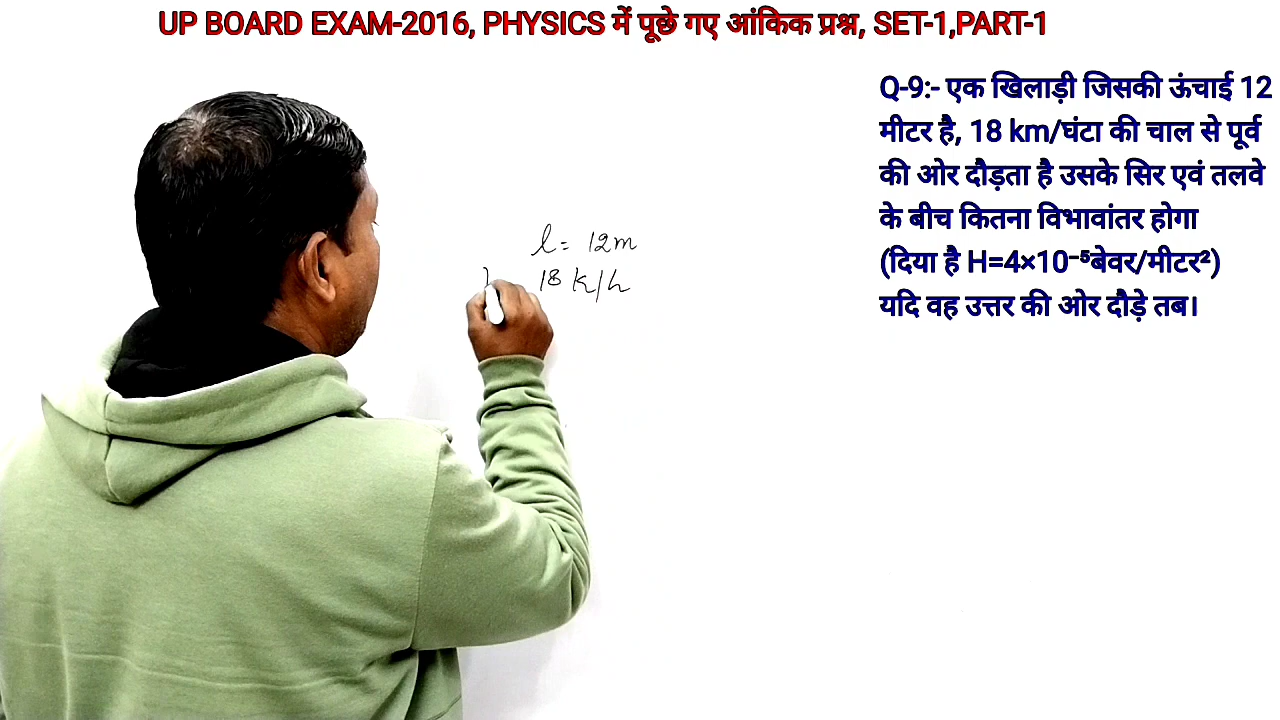 UP BOARD EXAM-2016, PHYSICS में पूछे गए आंकिक प्रश्न, SET-1,PART-1
Q-9:- एक खिलाड़ी जिसकी ऊंचाई 12
मीटर है, 18 km/घंटा की चाल से पूर्व
की ओर दौड़ता है उसके सिर एवं तलवे
के बीच कितना विभावांतर होगा
(दिया है H=4×10⁻⁵बेवर/मीटर²)
यदि वह उत्तर की ओर दौड़े तब।
l = 12m
18 K/h